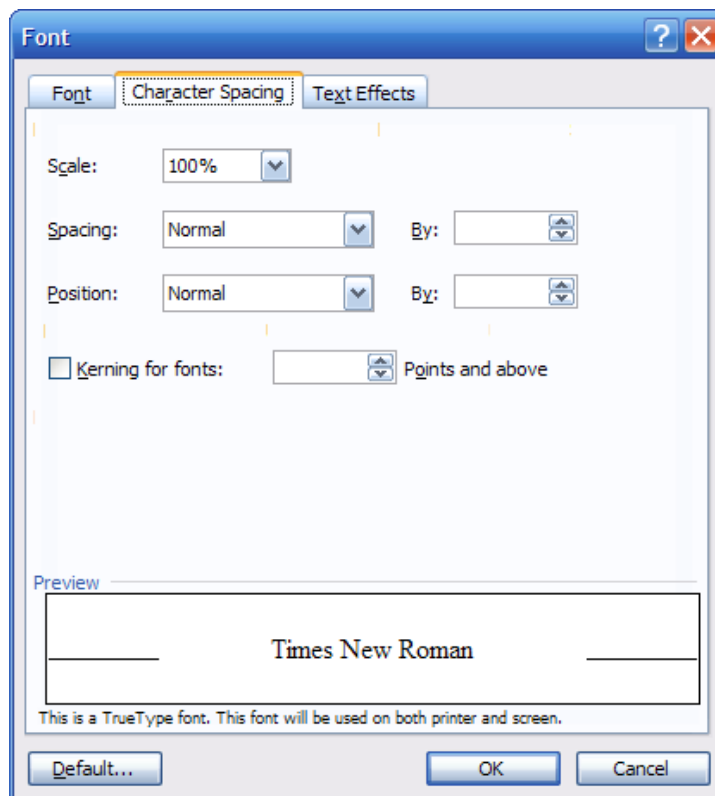 Font
Font Character Spacing Text Effects
Scale: 100%
Spacing: Normal By:
Position: Normal By:
Kerning for fonts: Points and above
Preview
Times New Roman
This is a TrueType font. This font will be used on both printer and screen.
Default... OK Cancel